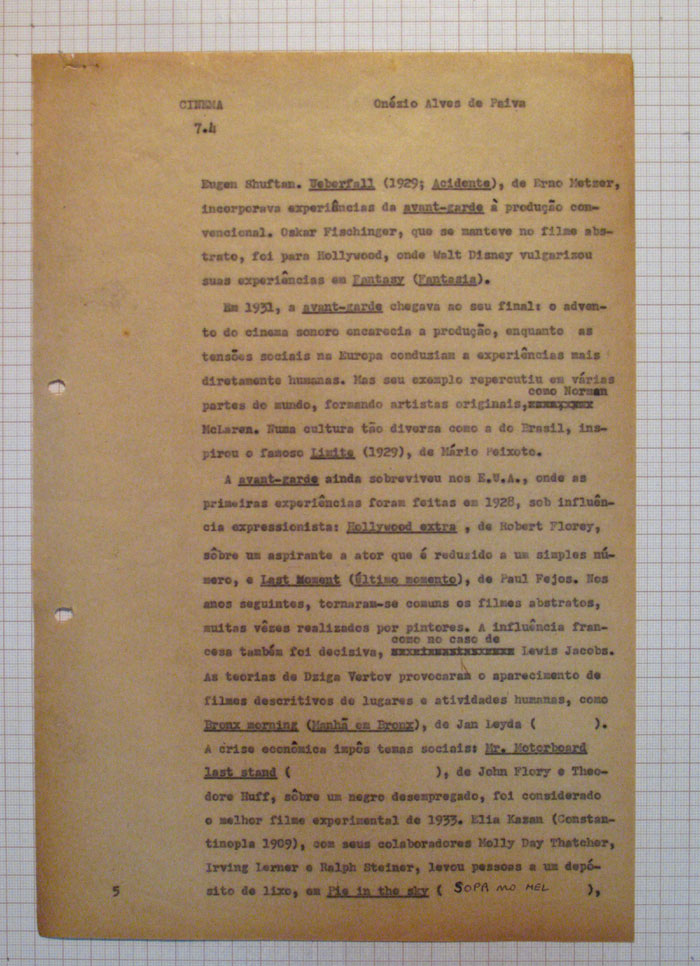 CINEMA Onézio Alves de Paiva
7.4
Eugen Shuftan. Ueberfall (1929; Acidente), de Erno Metzer,
incorporava experiências da avant-garde à produção con-
vencional. Oskar Fischinger, que se manteve no filme abs-
trato, foi para Hollywood, onde Walt Disney vulgarizou
suas experiências em Fantasy (Fantasia).
Em 1931, a avant-garde chegava ao seu final: o adven-
to do cinema sonoro encarecia a produção, enquanto as
tensões sociais na Europa conduziam a experiências mais
diretamente humanas. Mas seu exemplo repercutiu em várias
como Norman
partes do mundo, formando artistas originais,
McLaren. Numa cultura tão diversa como a do Brasil, ins-
pirou o famoso Limite (1929), de Mário Peixoto.
A avant-garde ainda sobreviveu nos E.U.A., onde as
primeiras experiências foram feitas em 1928, sob influên-
cia expressionista: Hollywood extra , de Robert Florey,
sôbre um aspirante a ator que é reduzido a um simples nú-
mero, e Last Moment (Último momento), de Paul Fejos. Nos
anos seguintes, tornaram-se comuns os filmes abstratos,
muitas vêzes realizados por pintores. A influência fran-
como no caso de
cesa também foi decisiva, Lewis Jacobs.
As teorias de Dziga Vertov provocaram o aparecimento de
filmes descritivos de lugares e atividades humanas, como
Bronx morning (Manhã em Bronx), de Jan Leyda ( ).
A crise econômica impôs temas sociais: Mr. Motorboard
last stand ( ), de John Flory e Theo-
dore Huff, sôbre um negro desempregado, foi considerado
o melhor filme experimental de 1933. Elia Kazan (Constan-
tinopla 1909), com seus colaboradores Molly Day Thatcher,
Irving Lerner e Ralph Steiner, levou pessoas a um depó-
5 sito de lixo, em Pie in the sky ( SOPA NO MEL ),